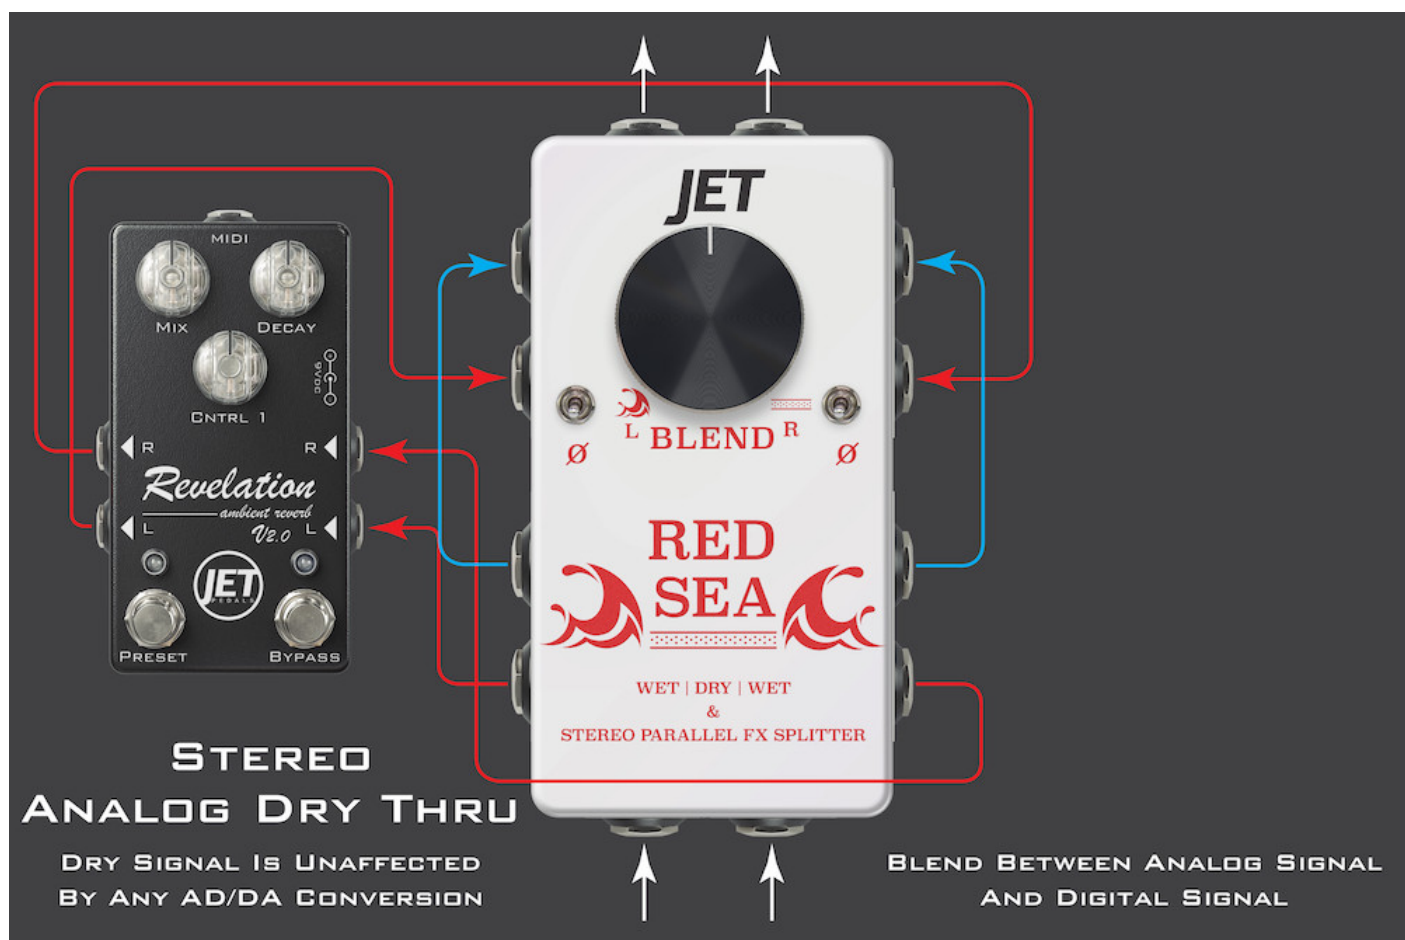 JET
MIDI
MIX
DECAY
9VDC
CNTRL 1
R
R
Revelation
ambient reverb
V2.0
L
L
JET
PEDALS
PRESET
BYPASS
L BLEND R
Ø
Ø
RED
SEA
WET | DRY | WET
&
STEREO PARALLEL FX SPLITTER
STEREO
ANALOG DRY THRU
DRY SIGNAL IS UNAFFECTED
BY ANY AD/DA CONVERSION
BLEND BETWEEN ANALOG SIGNAL
AND DIGITAL SIGNAL